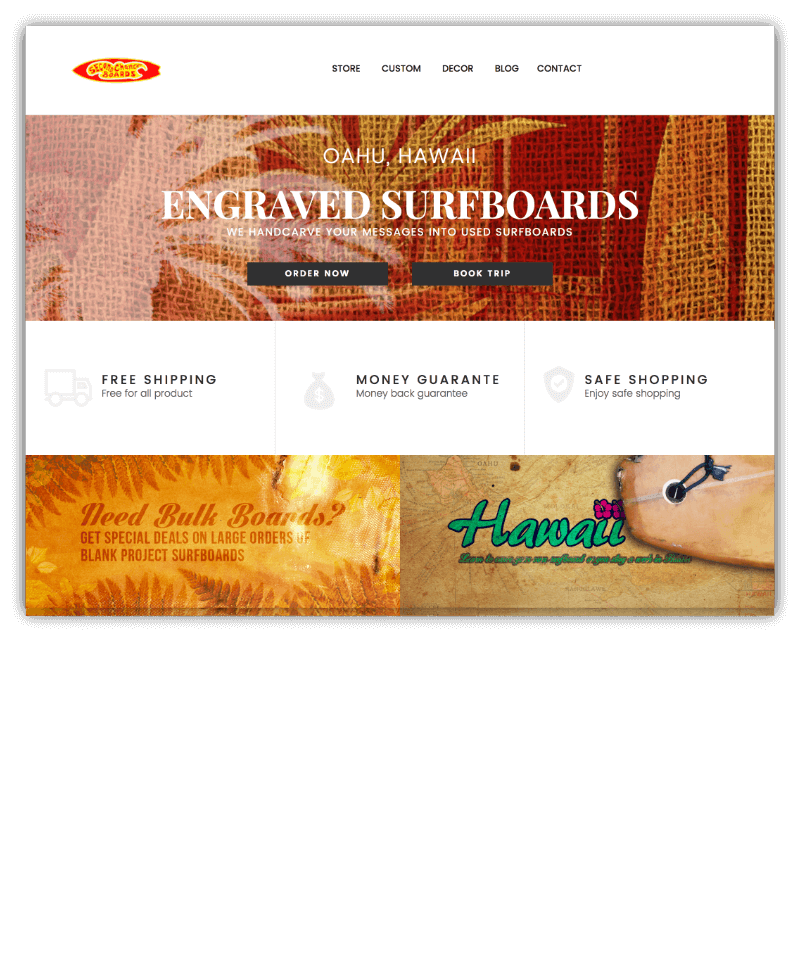 Second Chance
BOARDS
STORE CUSTOM DECOR BLOG CONTACT
OAHU, HAWAII
ENGRAVED SURFBOARDS
WE HANDCARVE YOUR MESSAGES INTO USED SURFBOARDS
ORDER NOW BOOK TRIP
FREE SHIPPING
Free for all product
MONEY GUARANTE
Money back guarantee
SAFE SHOPPING
Enjoy safe shopping
Need Bulk Boards?
GET SPECIAL DEALS ON LARGE ORDERS OF
BLANK PROJECT SURFBOARDS
OAHU
Hawaii